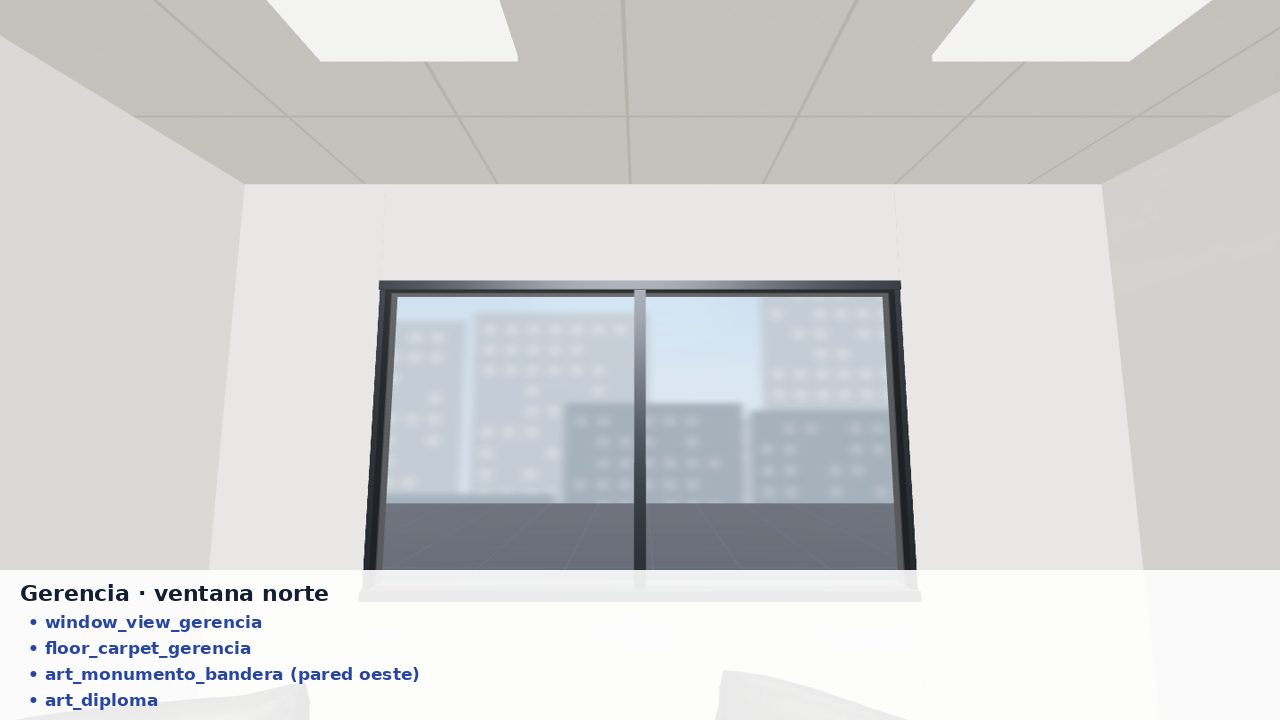 Gerencia · ventana norte
• window_view_gerencia
• floor_carpet_gerencia
• art_monumento_bandera (pared oeste)
• art_diploma